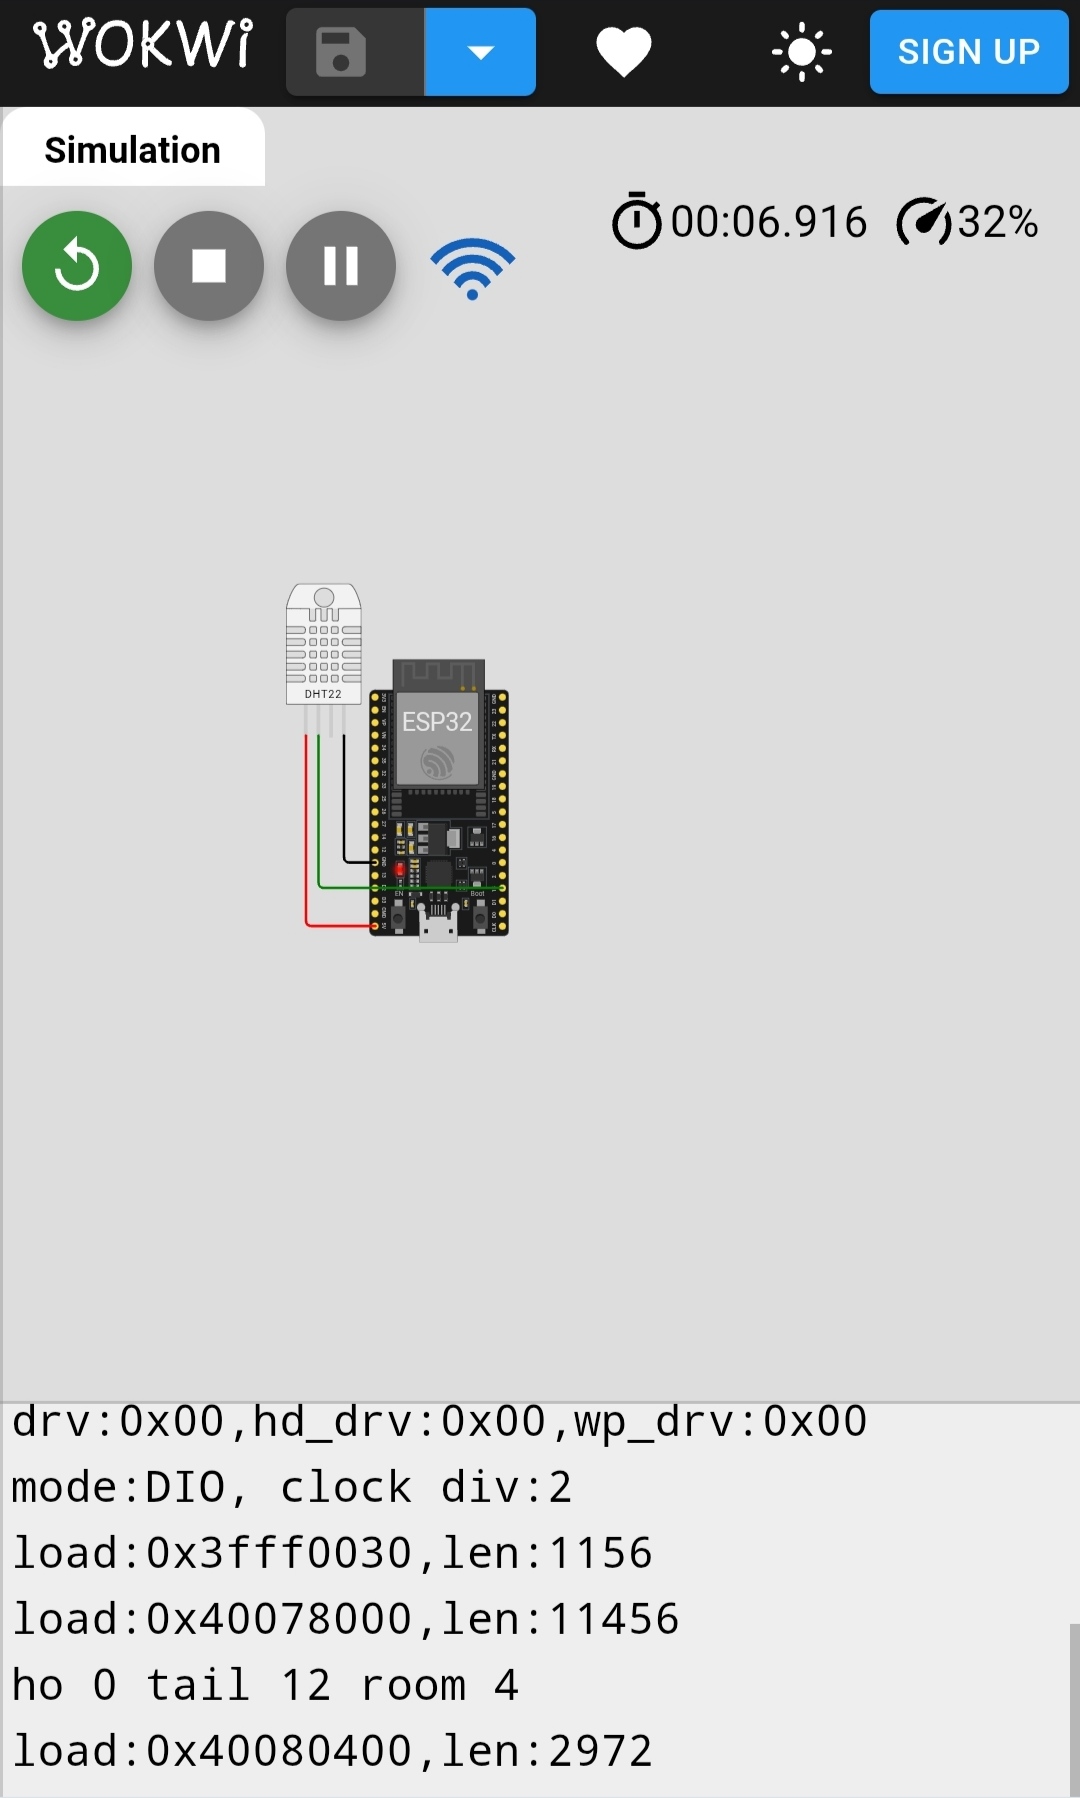 WOKWi
SIGN UP
Simulation
00:06.916 32%
DHT22
ESP32
EN
Boot
drv:0x00,hd_drv:0x00,wp_drv:0x00
mode:DIO, clock div:2
load:0x3fff0030,len:1156
load:0x40078000,len:11456
ho 0 tail 12 room 4
load:0x40080400,len:2972